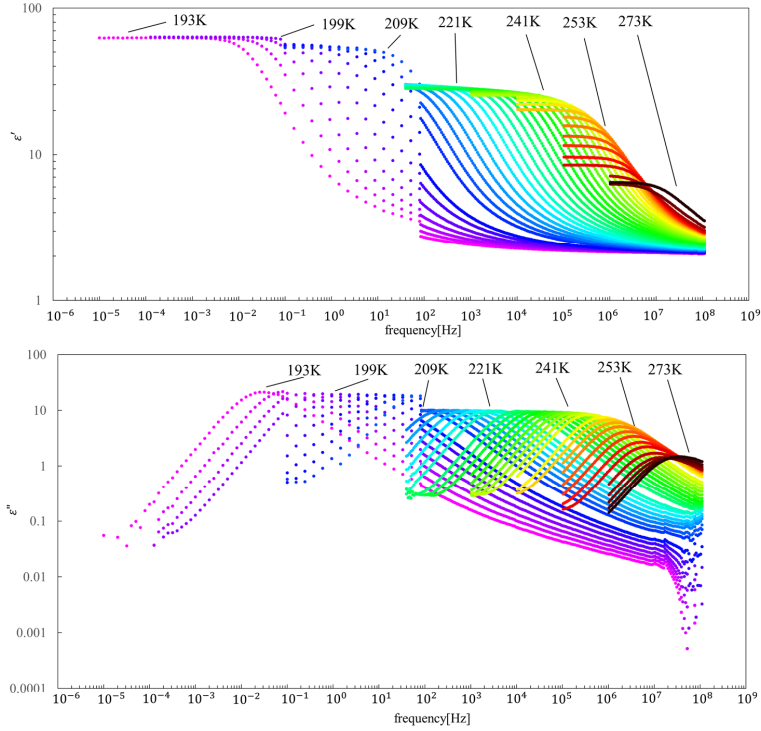 100
193K 199K 209K 221K 241K 253K 273K
ε′
10
1
10⁻⁶ 10⁻⁵ 10⁻⁴ 10⁻³ 10⁻² 10⁻¹ 10⁰ 10¹ 10² 10³ 10⁴ 10⁵ 10⁶ 10⁷ 10⁸ 10⁹
frequency[Hz]
100
193K 199K 209K 221K 241K 253K 273K
10
1
ε″
0.1
0.01
0.001
0.0001
10⁻⁶ 10⁻⁵ 10⁻⁴ 10⁻³ 10⁻² 10⁻¹ 10⁰ 10¹ 10² 10³ 10⁴ 10⁵ 10⁶ 10⁷ 10⁸ 10⁹
frequency[Hz]